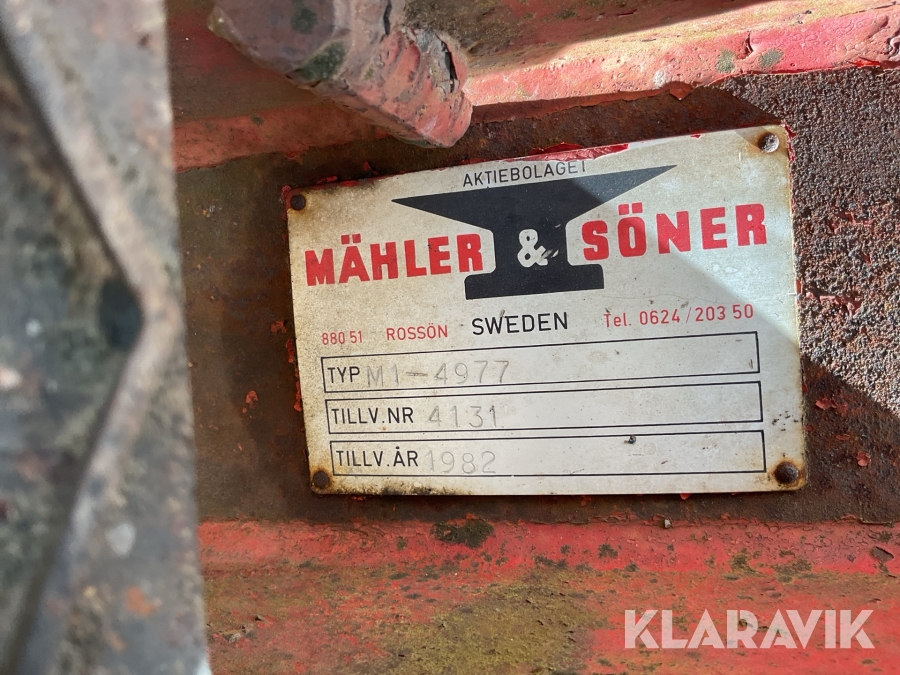 AKTIEBOLAGET
MÄHLER & SÖNER
880 51 ROSSÖN SWEDEN Tel. 0624/203 50
TYP M1-4977
TILLV.NR 4131
TILLV.ÅR 1982
KLARAVIK